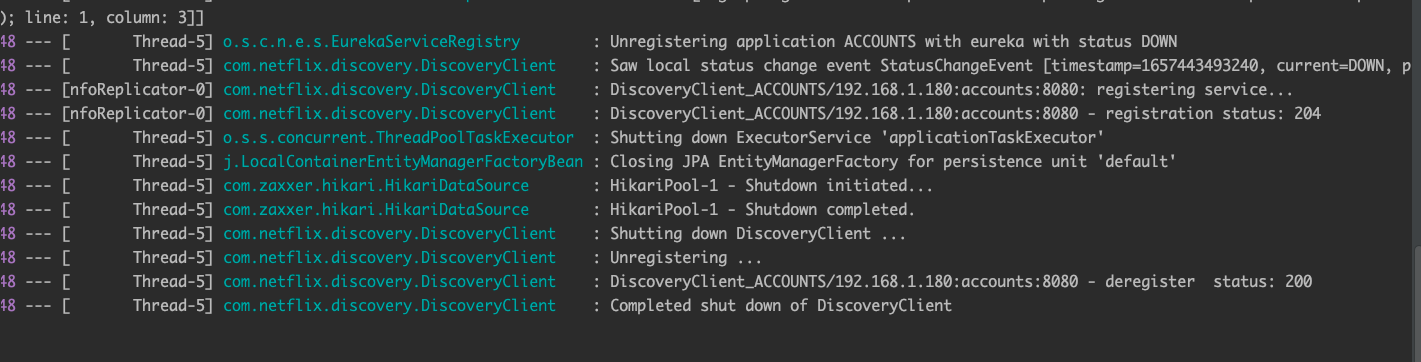 ); line: 1, column: 3]]
48 --- [       Thread-5] o.s.c.n.e.s.EurekaServiceRegistry        : Unregistering application ACCOUNTS with eureka with status DOWN
48 --- [       Thread-5] com.netflix.discovery.DiscoveryClient    : Saw local status change event StatusChangeEvent [timestamp=1657443493240, current=DOWN, p
48 --- [nfoReplicator-0] com.netflix.discovery.DiscoveryClient    : DiscoveryClient_ACCOUNTS/192.168.1.180:accounts:8080: registering service...
48 --- [nfoReplicator-0] com.netflix.discovery.DiscoveryClient    : DiscoveryClient_ACCOUNTS/192.168.1.180:accounts:8080 - registration status: 204
48 --- [       Thread-5] o.s.s.concurrent.ThreadPoolTaskExecutor  : Shutting down ExecutorService 'applicationTaskExecutor'
48 --- [       Thread-5] j.LocalContainerEntityManagerFactoryBean : Closing JPA EntityManagerFactory for persistence unit 'default'
48 --- [       Thread-5] com.zaxxer.hikari.HikariDataSource       : HikariPool-1 - Shutdown initiated...
48 --- [       Thread-5] com.zaxxer.hikari.HikariDataSource       : HikariPool-1 - Shutdown completed.
48 --- [       Thread-5] com.netflix.discovery.DiscoveryClient    : Shutting down DiscoveryClient ...
48 --- [       Thread-5] com.netflix.discovery.DiscoveryClient    : Unregistering ...
48 --- [       Thread-5] com.netflix.discovery.DiscoveryClient    : DiscoveryClient_ACCOUNTS/192.168.1.180:accounts:8080 - deregister  status: 200
48 --- [       Thread-5] com.netflix.discovery.DiscoveryClient    : Completed shut down of DiscoveryClient